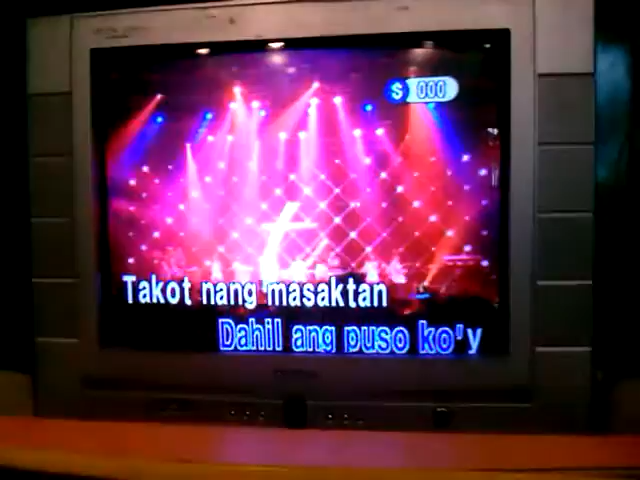 S 000
Takot nang masaktan
Dahil ang puso ko'y